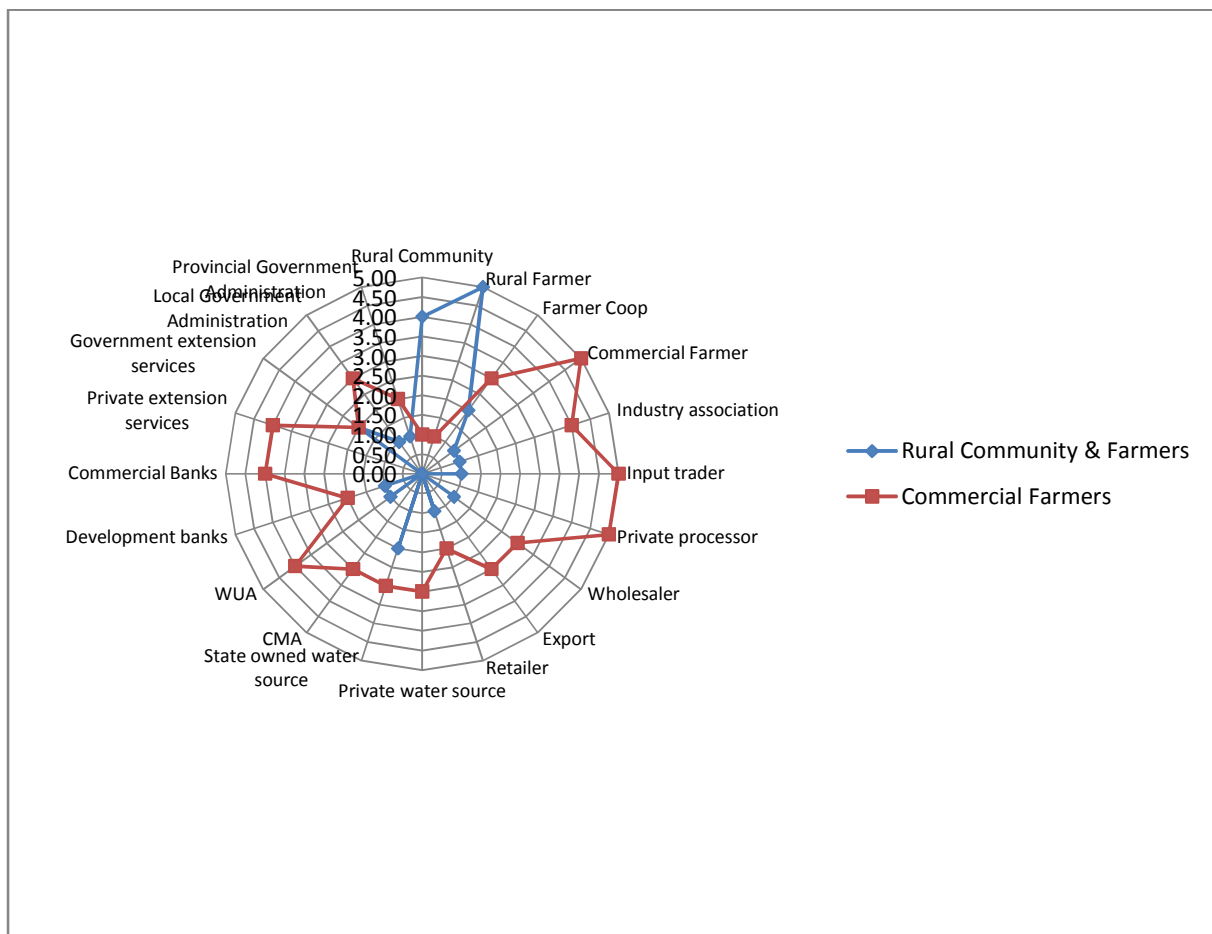 Rural Community
Rural Farmer
Farmer Coop
Commercial Farmer
Industry association
Input trader
Private processor
Wholesaler
Export
Retailer
Private water source
State owned water
source
CMA
WUA
Development banks
Commercial Banks
Private extension
services
Government extension
services
Local Government
Administration
Provincial Government
Administration
5.00
4.50
4.00
3.50
3.00
2.50
2.00
1.50
1.00
0.50
0.00
Rural Community & Farmers
Commercial Farmers